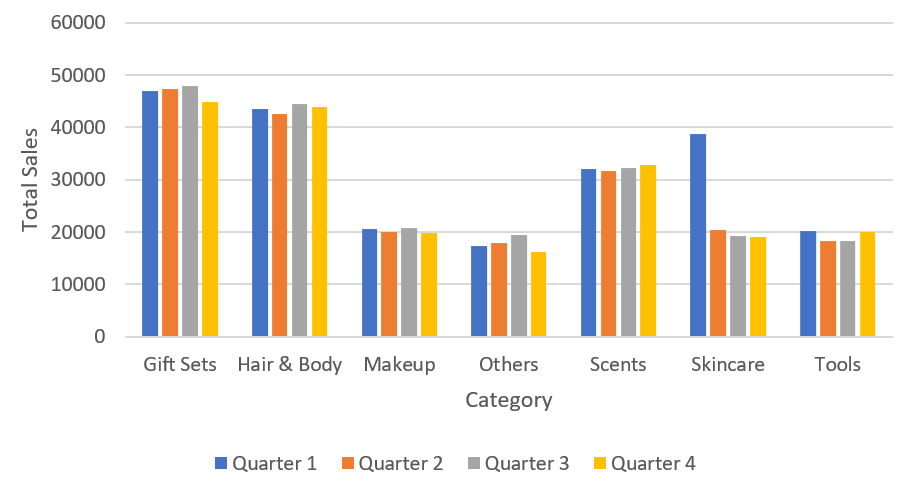 60000
50000
40000
30000
20000
10000
0
Total Sales
Gift Sets Hair & Body Makeup Others Scents Skincare Tools
Category
Quarter 1 Quarter 2 Quarter 3 Quarter 4